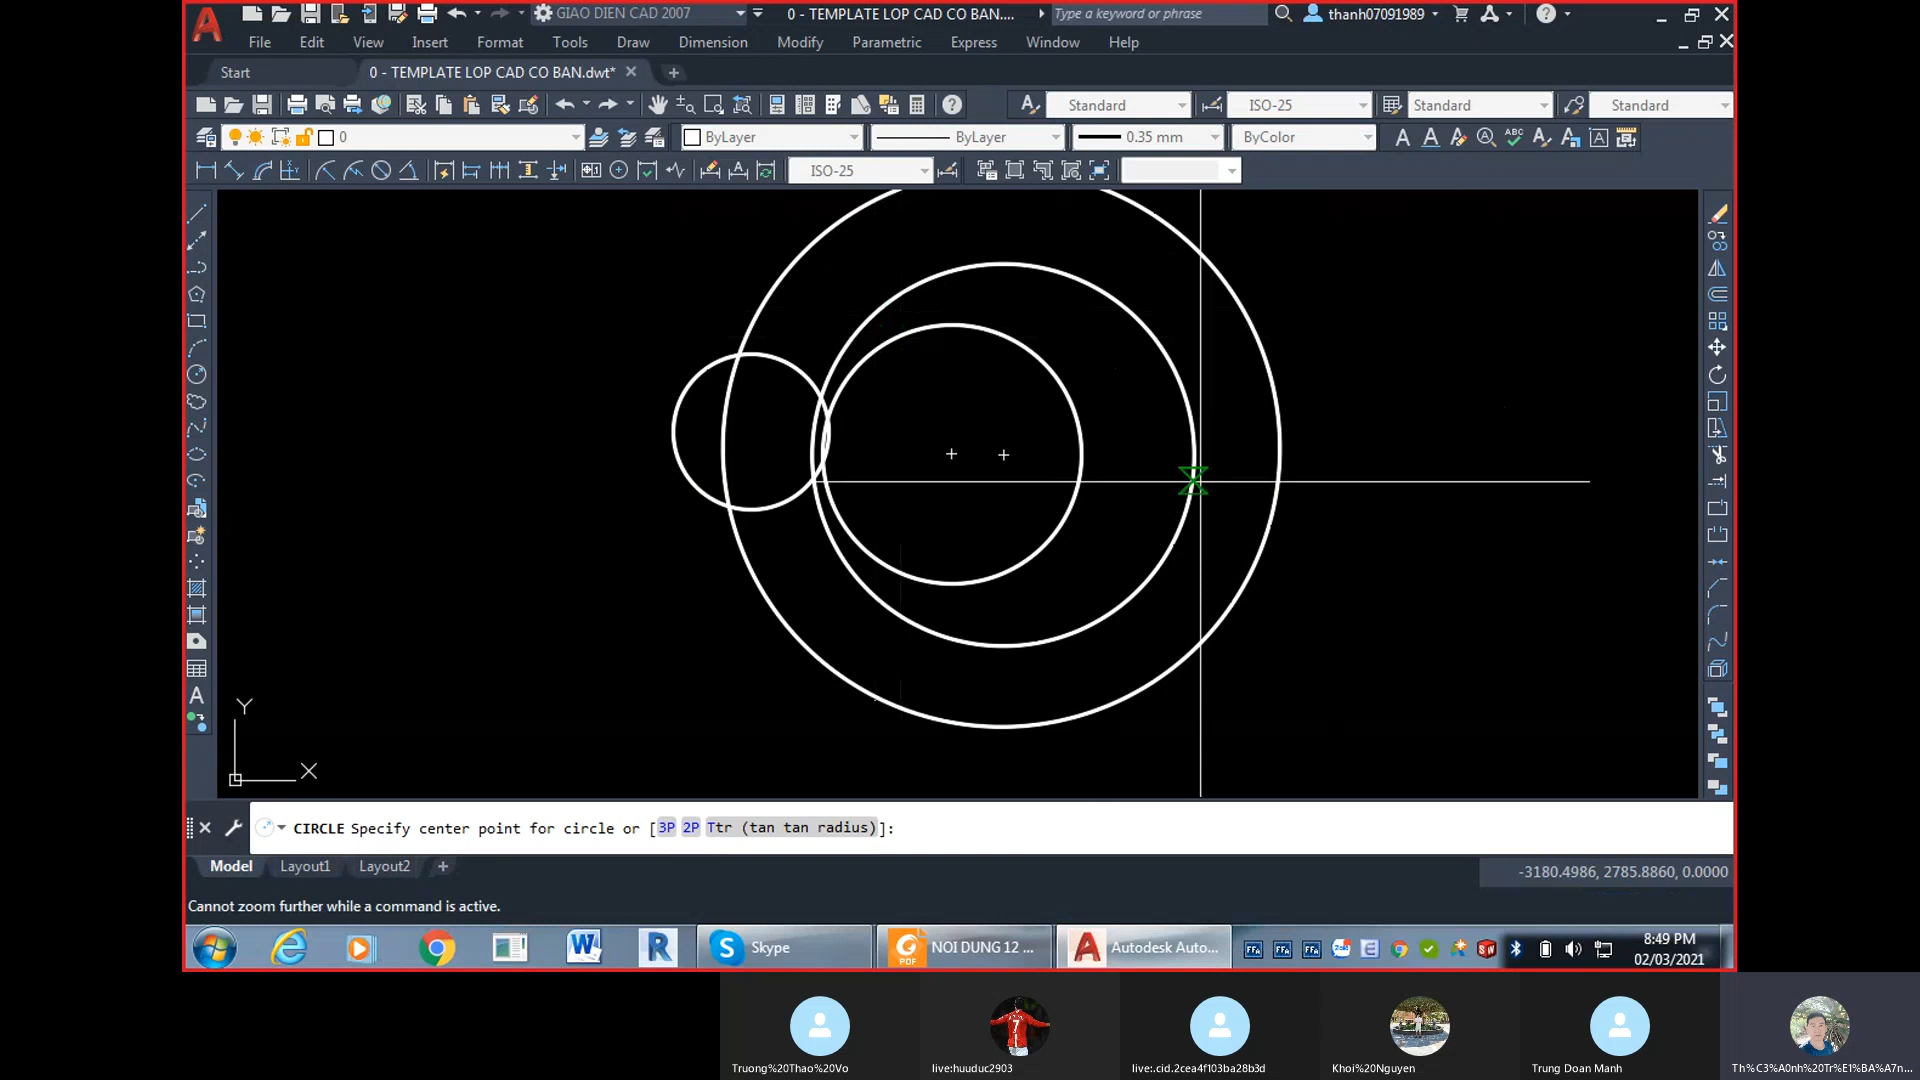 GIAO DIEN CAD 2007
0 - TEMPLATE LOP CAD CO BAN....
Type a keyword or phrase
thanh07091989
File Edit View Insert Format Tools Draw Dimension Modify Parametric Express Window Help
Start
0 - TEMPLATE LOP CAD CO BAN.dwt*
Standard
ISO-25
Standard
Standard
0
ByLayer
ByLayer
0.35 mm
ByColor
ISO-25
Y
X
CIRCLE Specify center point for circle or [3P 2P Ttr (tan tan radius)]:
Model Layout1 Layout2 +
-3180.4986, 2785.8860, 0.0000
Cannot zoom further while a command is active.
Skype
NOI DUNG 12 ...
Autodesk Auto...
8:49 PM
02/03/2021
Truong%20Thao%20Vo
live:huuduc2903
live:.cid.2cea4f103ba28b3d
Khoi%20Nguyen
Trung Doan Manh
Th%C3%A0nh%20Tr%E1%BA%A7n...